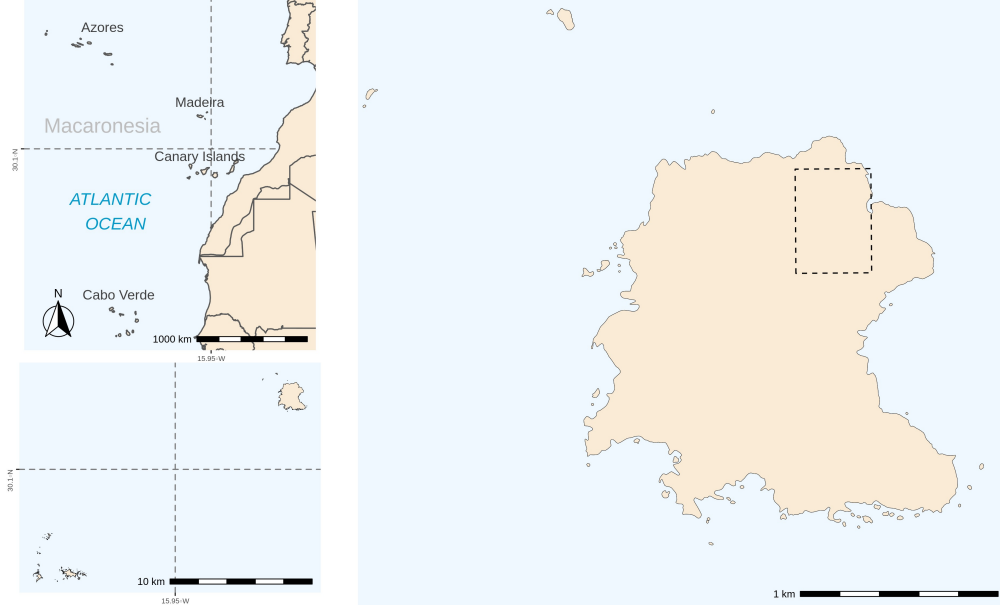 Azores
Madeira
Macaronesia
30.1°N
Canary Islands
ATLANTIC
OCEAN
N
Cabo Verde
1000 km
15.95°W
30.1°N
10 km
15.95°W
1 km